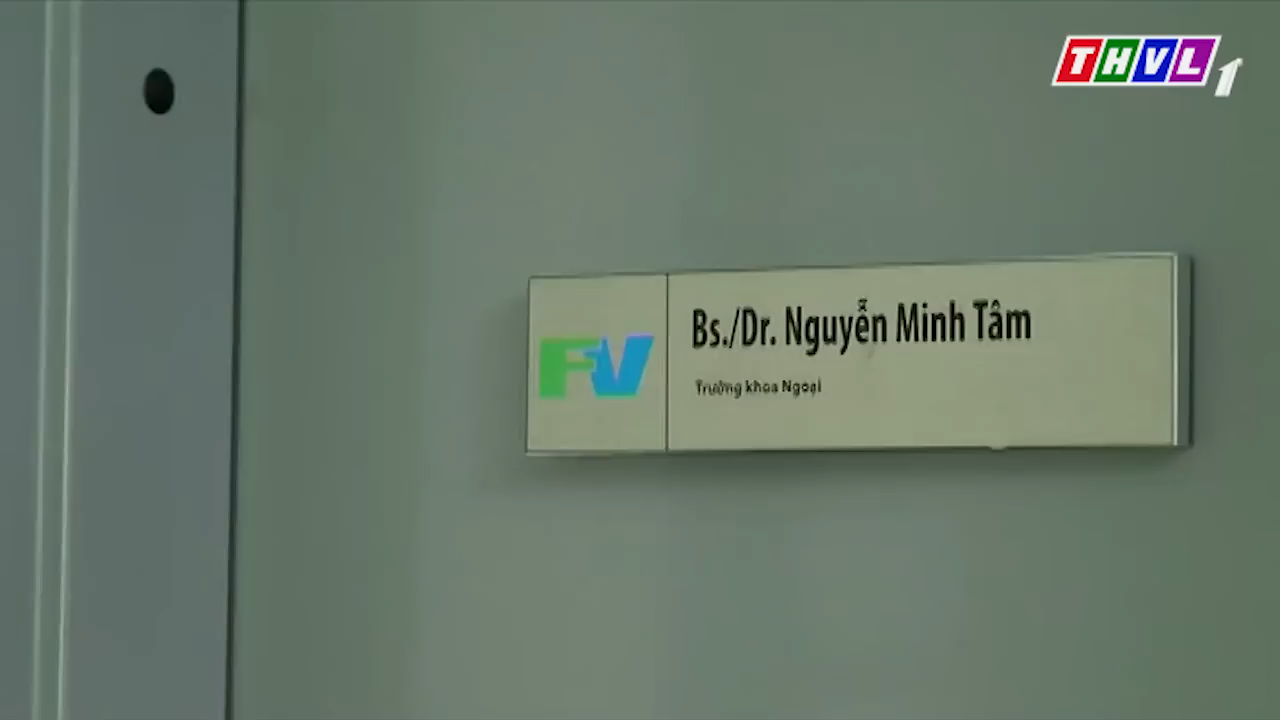 THVL1
FV
Bs./Dr. Nguyễn Minh Tâm
Trưởng khoa Ngoại